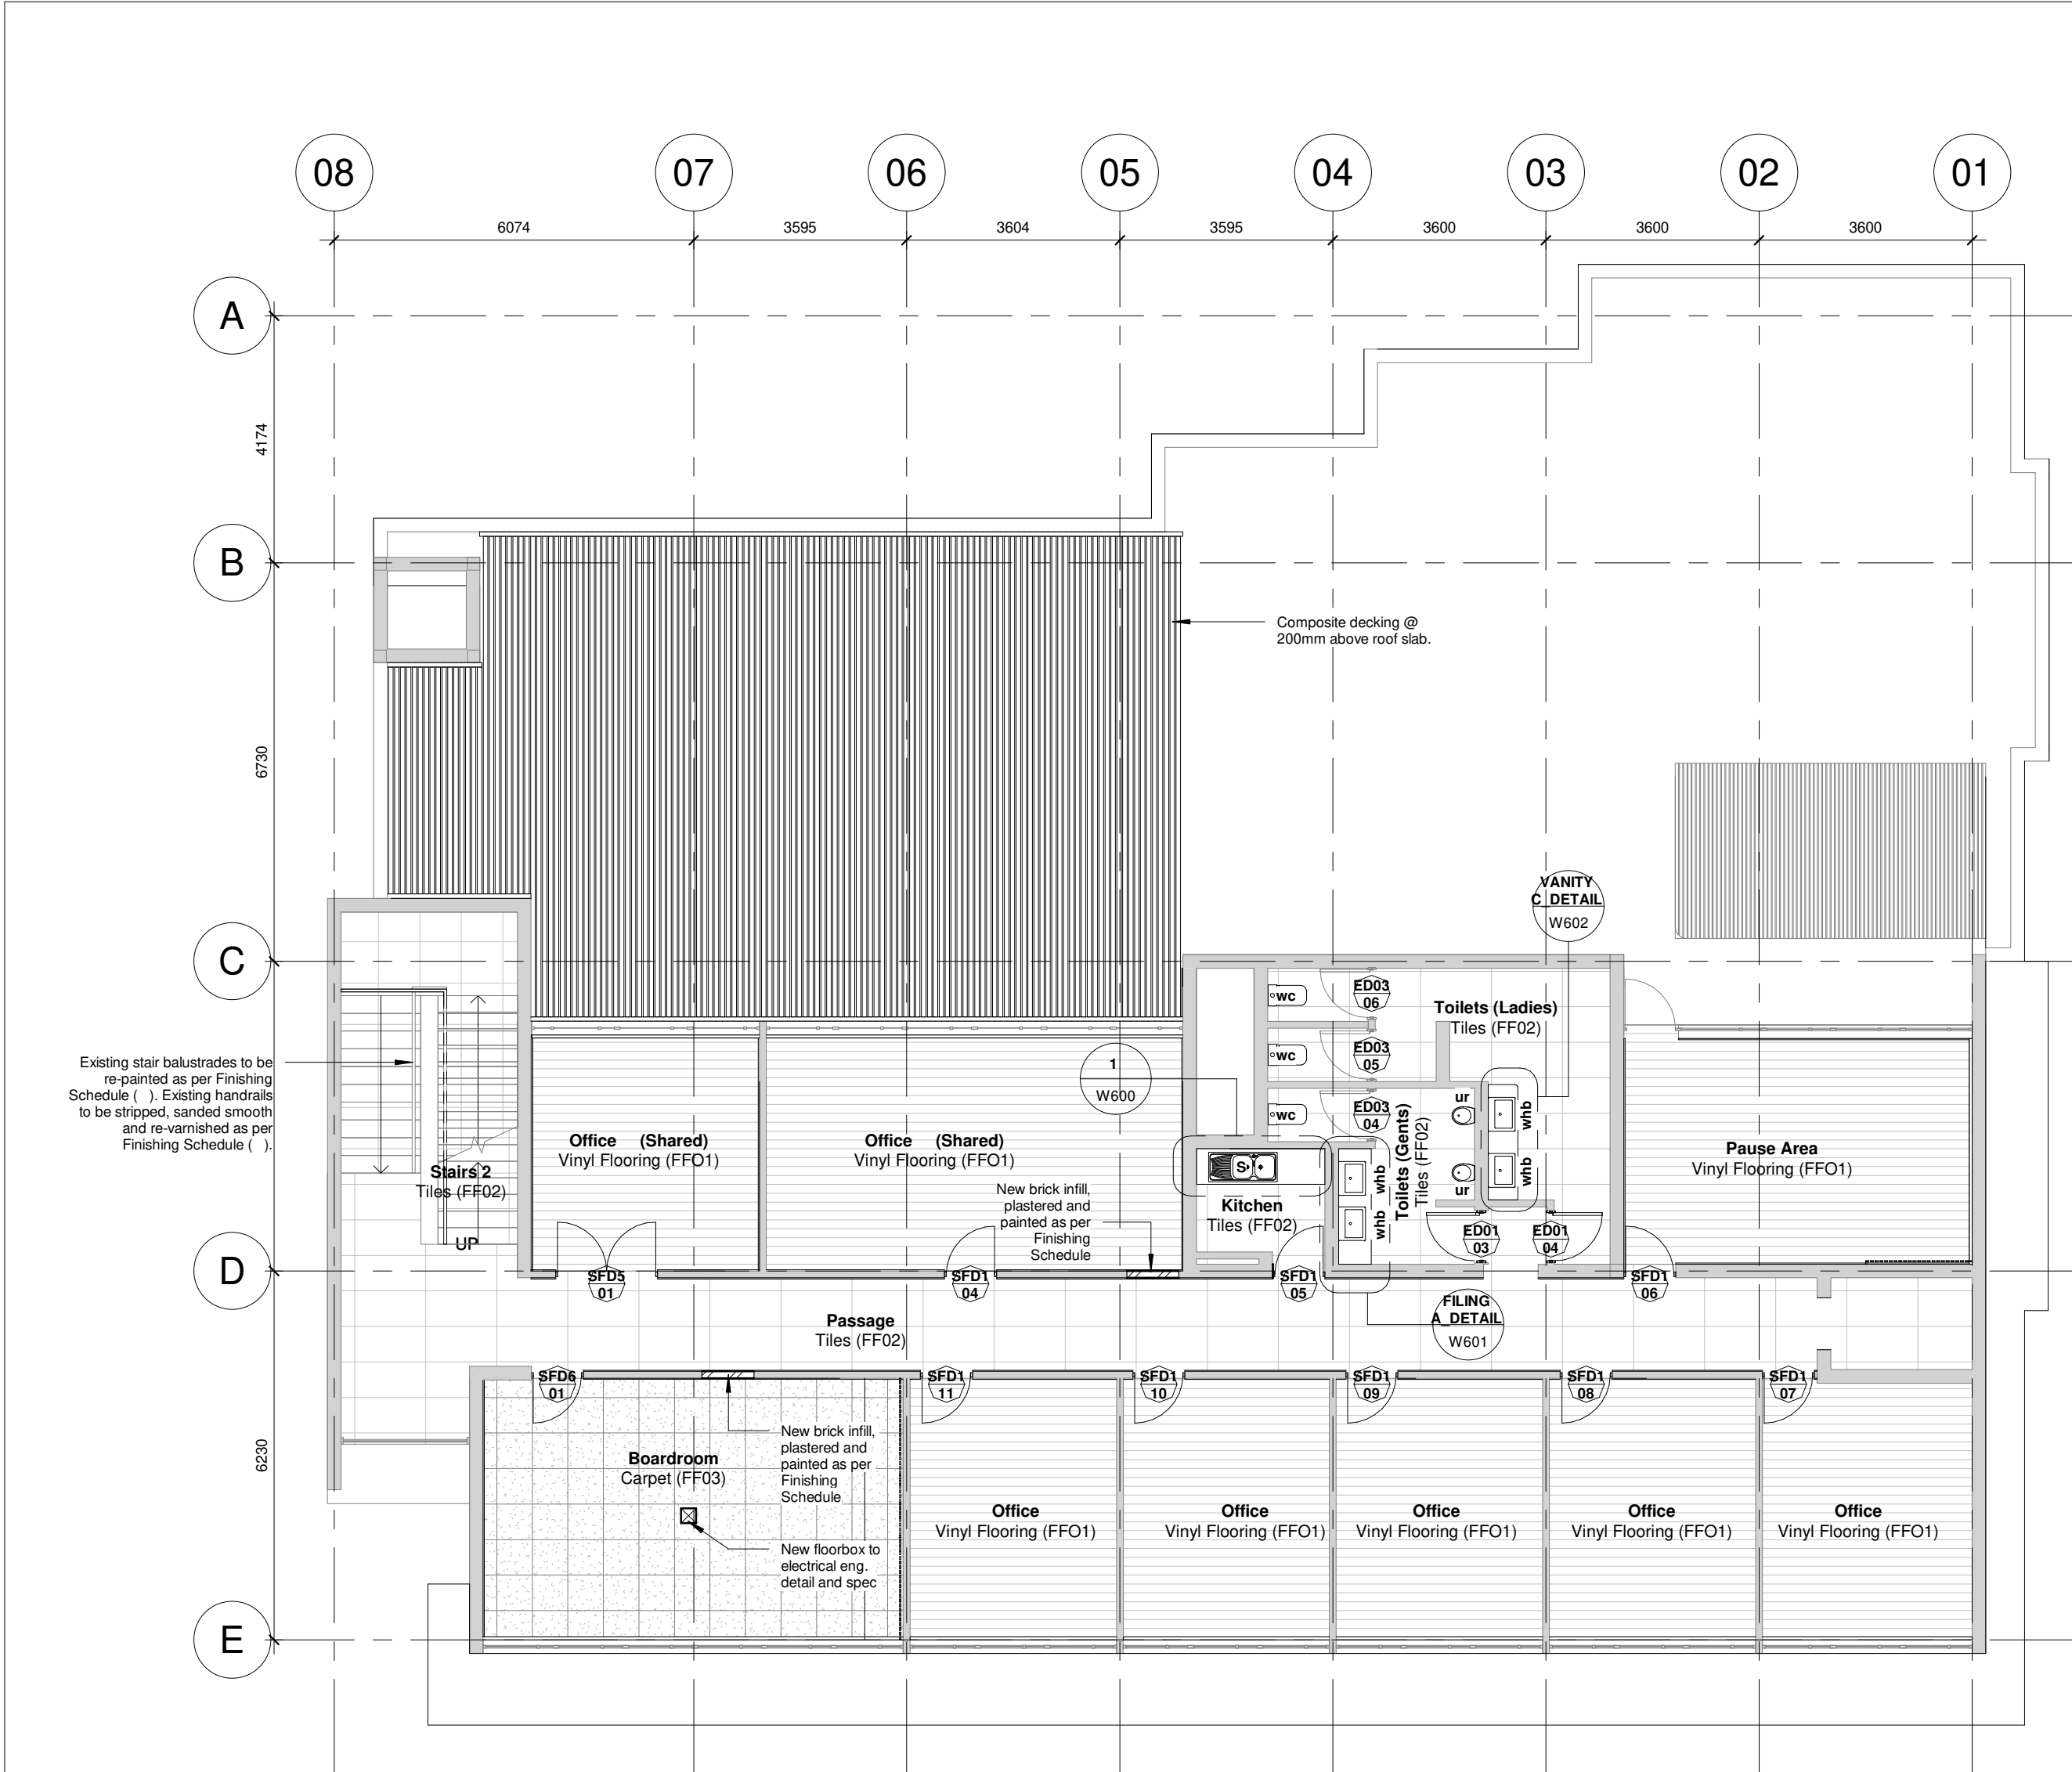 08
07
06
05
04
03
02
01
6074
3595
3604
3595
3600
3600
3600
A
4174
B
Composite decking @
200mm above roof slab.
6730
VANITY
C_DETAIL
W602
C
wc
ED03
06
Toilets (Ladies)
Tiles (FF02)
wc
ED03
05
1
W600
Existing stair balustrades to be
re-painted as per Finishing
Schedule (   ). Existing handrails
to be stripped, sanded smooth
and re-varnished as per
Finishing Schedule (   ).
wc
ED03
04
ur
whb
Toilets (Gents)
Tiles (FF02)
Office (Shared)
Vinyl Flooring (FFO1)
Office (Shared)
Vinyl Flooring (FFO1)
Pause Area
Vinyl Flooring (FFO1)
Stairs 2
Tiles (FF02)
S
whb
ur
whb
New brick infill,
plastered and
painted as per
Finishing
Schedule
Kitchen
Tiles (FF02)
whb
UP
ED01
03
ED01
04
D
SFD5
01
SFD1
04
SFD1
05
SFD1
06
FILING
A_DETAIL
W601
Passage
Tiles (FF02)
SFD6
01
SFD1
11
SFD1
10
SFD1
09
SFD1
08
SFD1
07
6230
New brick infill,
plastered and
painted as per
Finishing
Schedule
Boardroom
Carpet (FF03)
Office
Vinyl Flooring (FFO1)
Office
Vinyl Flooring (FFO1)
Office
Vinyl Flooring (FFO1)
Office
Vinyl Flooring (FFO1)
Office
Vinyl Flooring (FFO1)
New floorbox to
electrical eng.
detail and spec
E